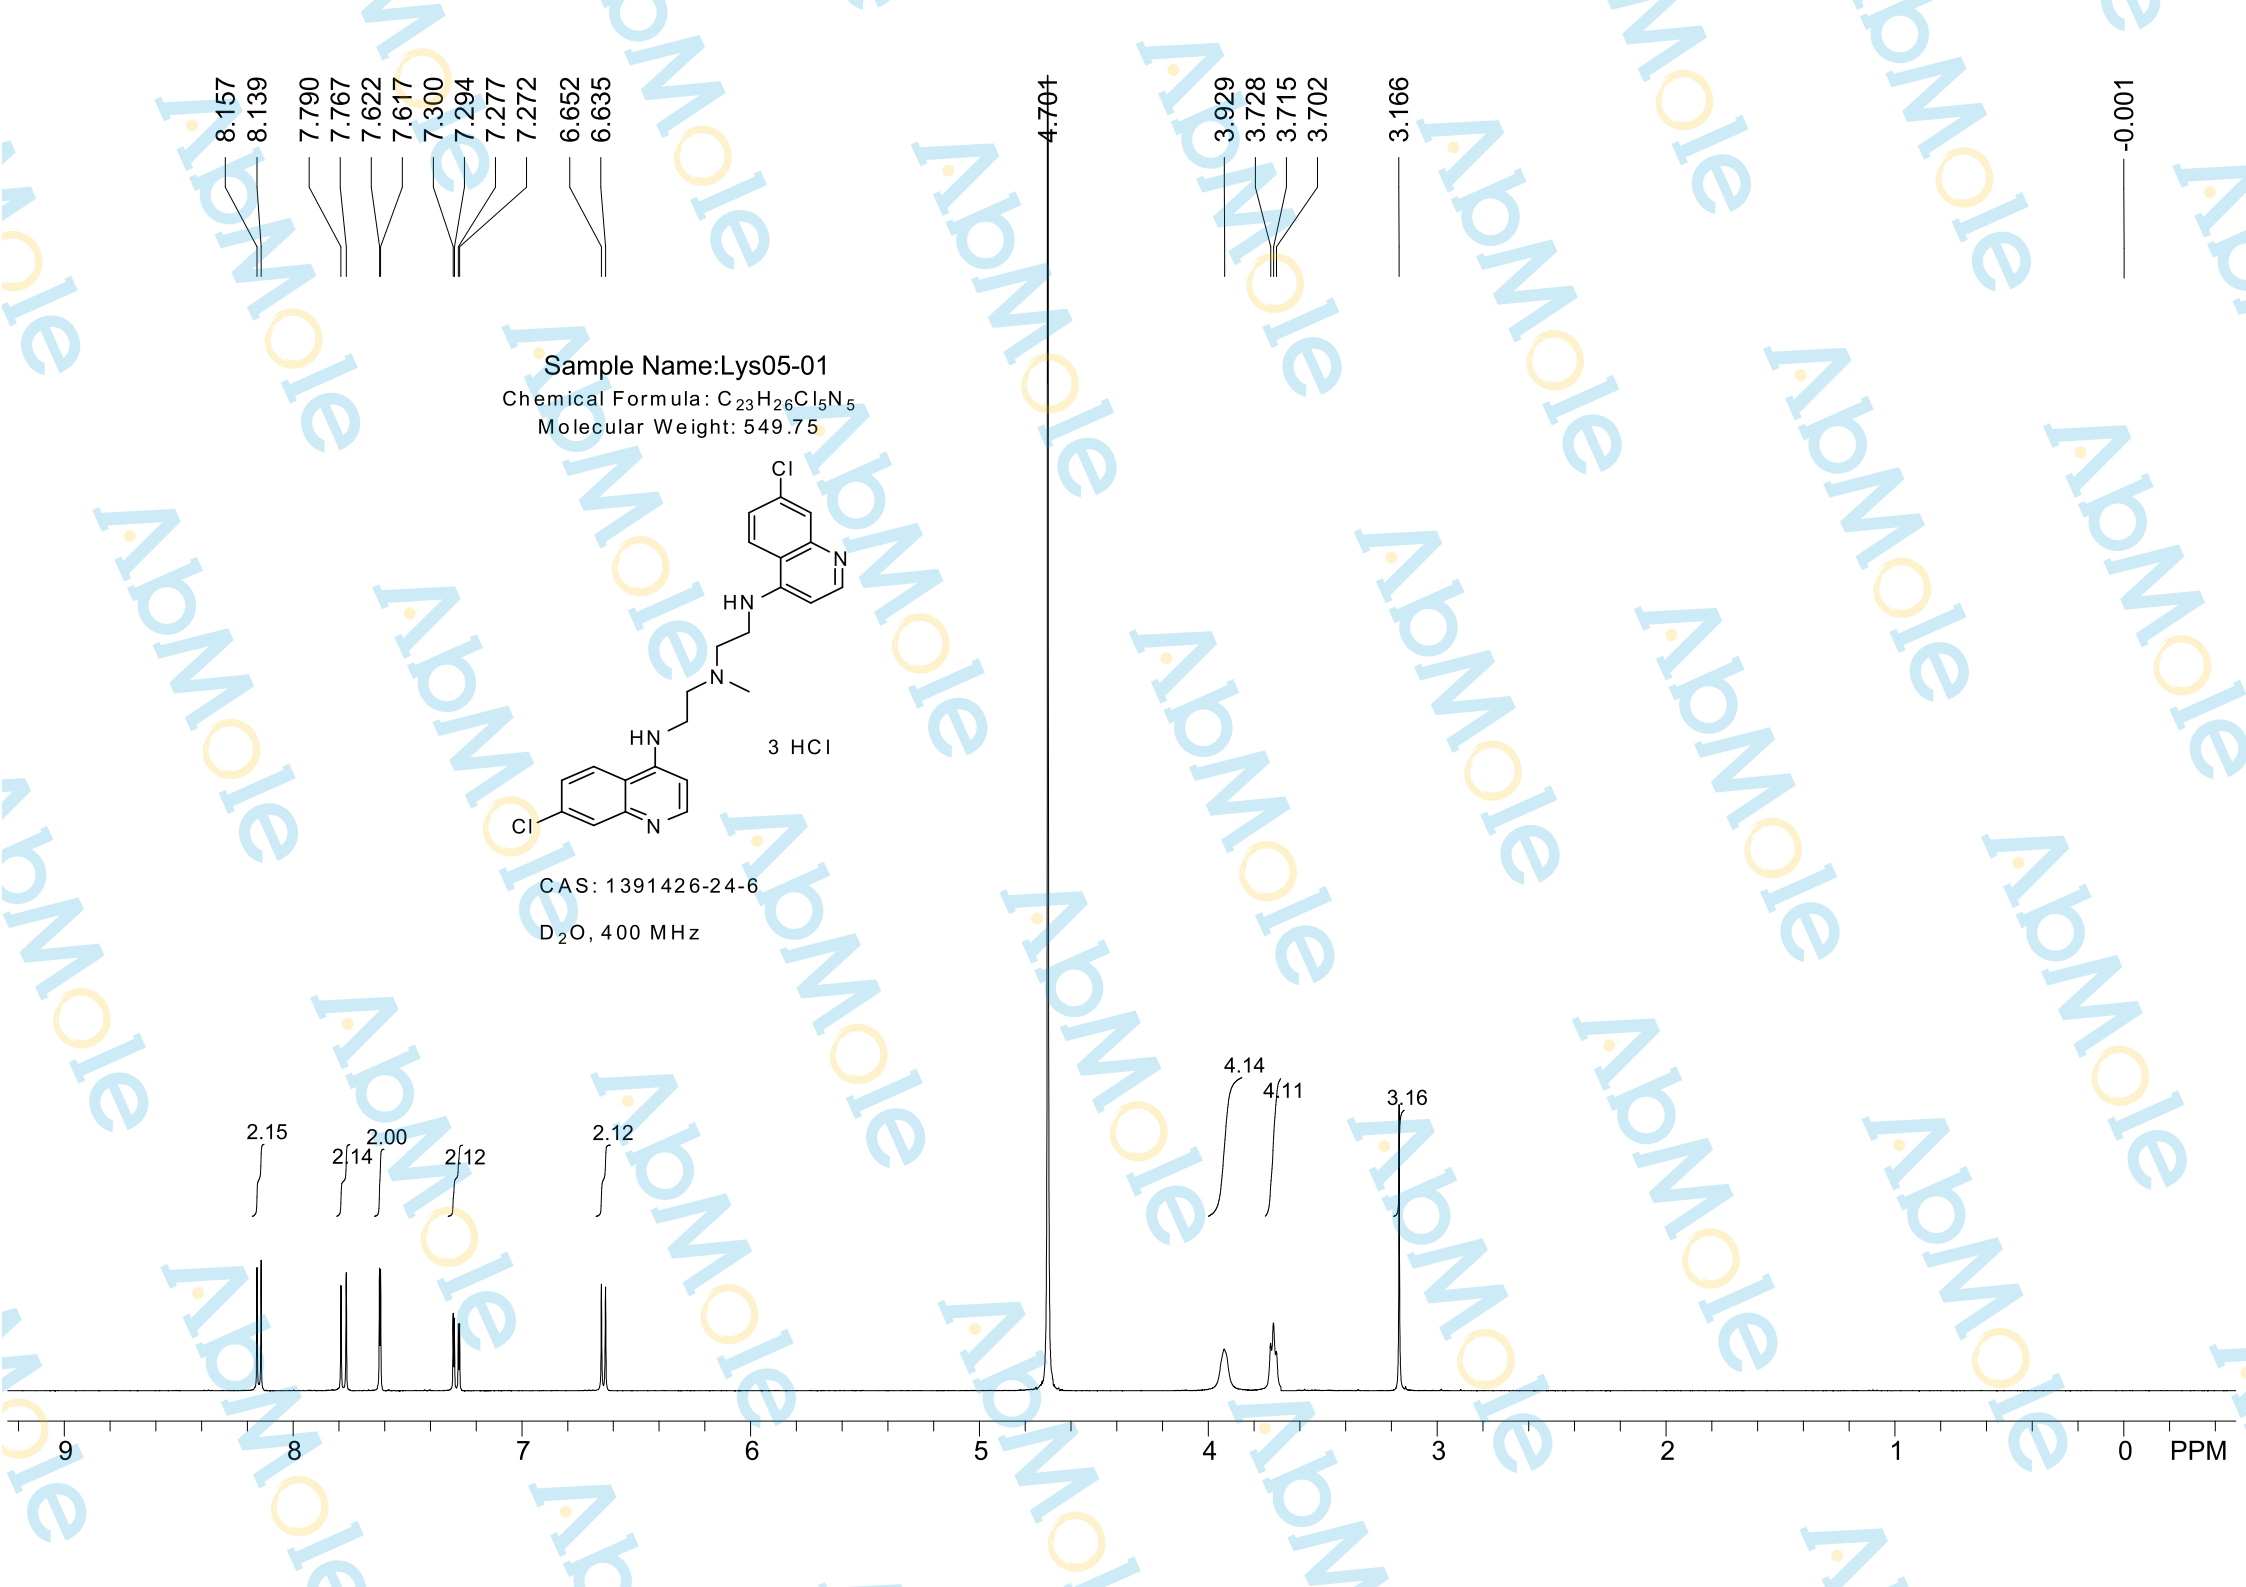 8.157
8.139
7.790
7.767
7.622
7.617
7.300
7.294
7.277
7.272
6.652
6.635
4.701
3.929
3.728
3.715
3.702
3.166
-0.001
Sample Name:Lys05-01
Chemical Formula: C23H26Cl5N5
Molecular Weight: 549.75
Cl
N
HN
N
HN
3 HCl
Cl
N
CAS: 1391426-24-6
D2O, 400 MHz
2.15
2.14
2.00
2.12
2.12
4.14
4.11
3.16
9 8 7 6 5 4 3 2 1 0 PPM
AbMole